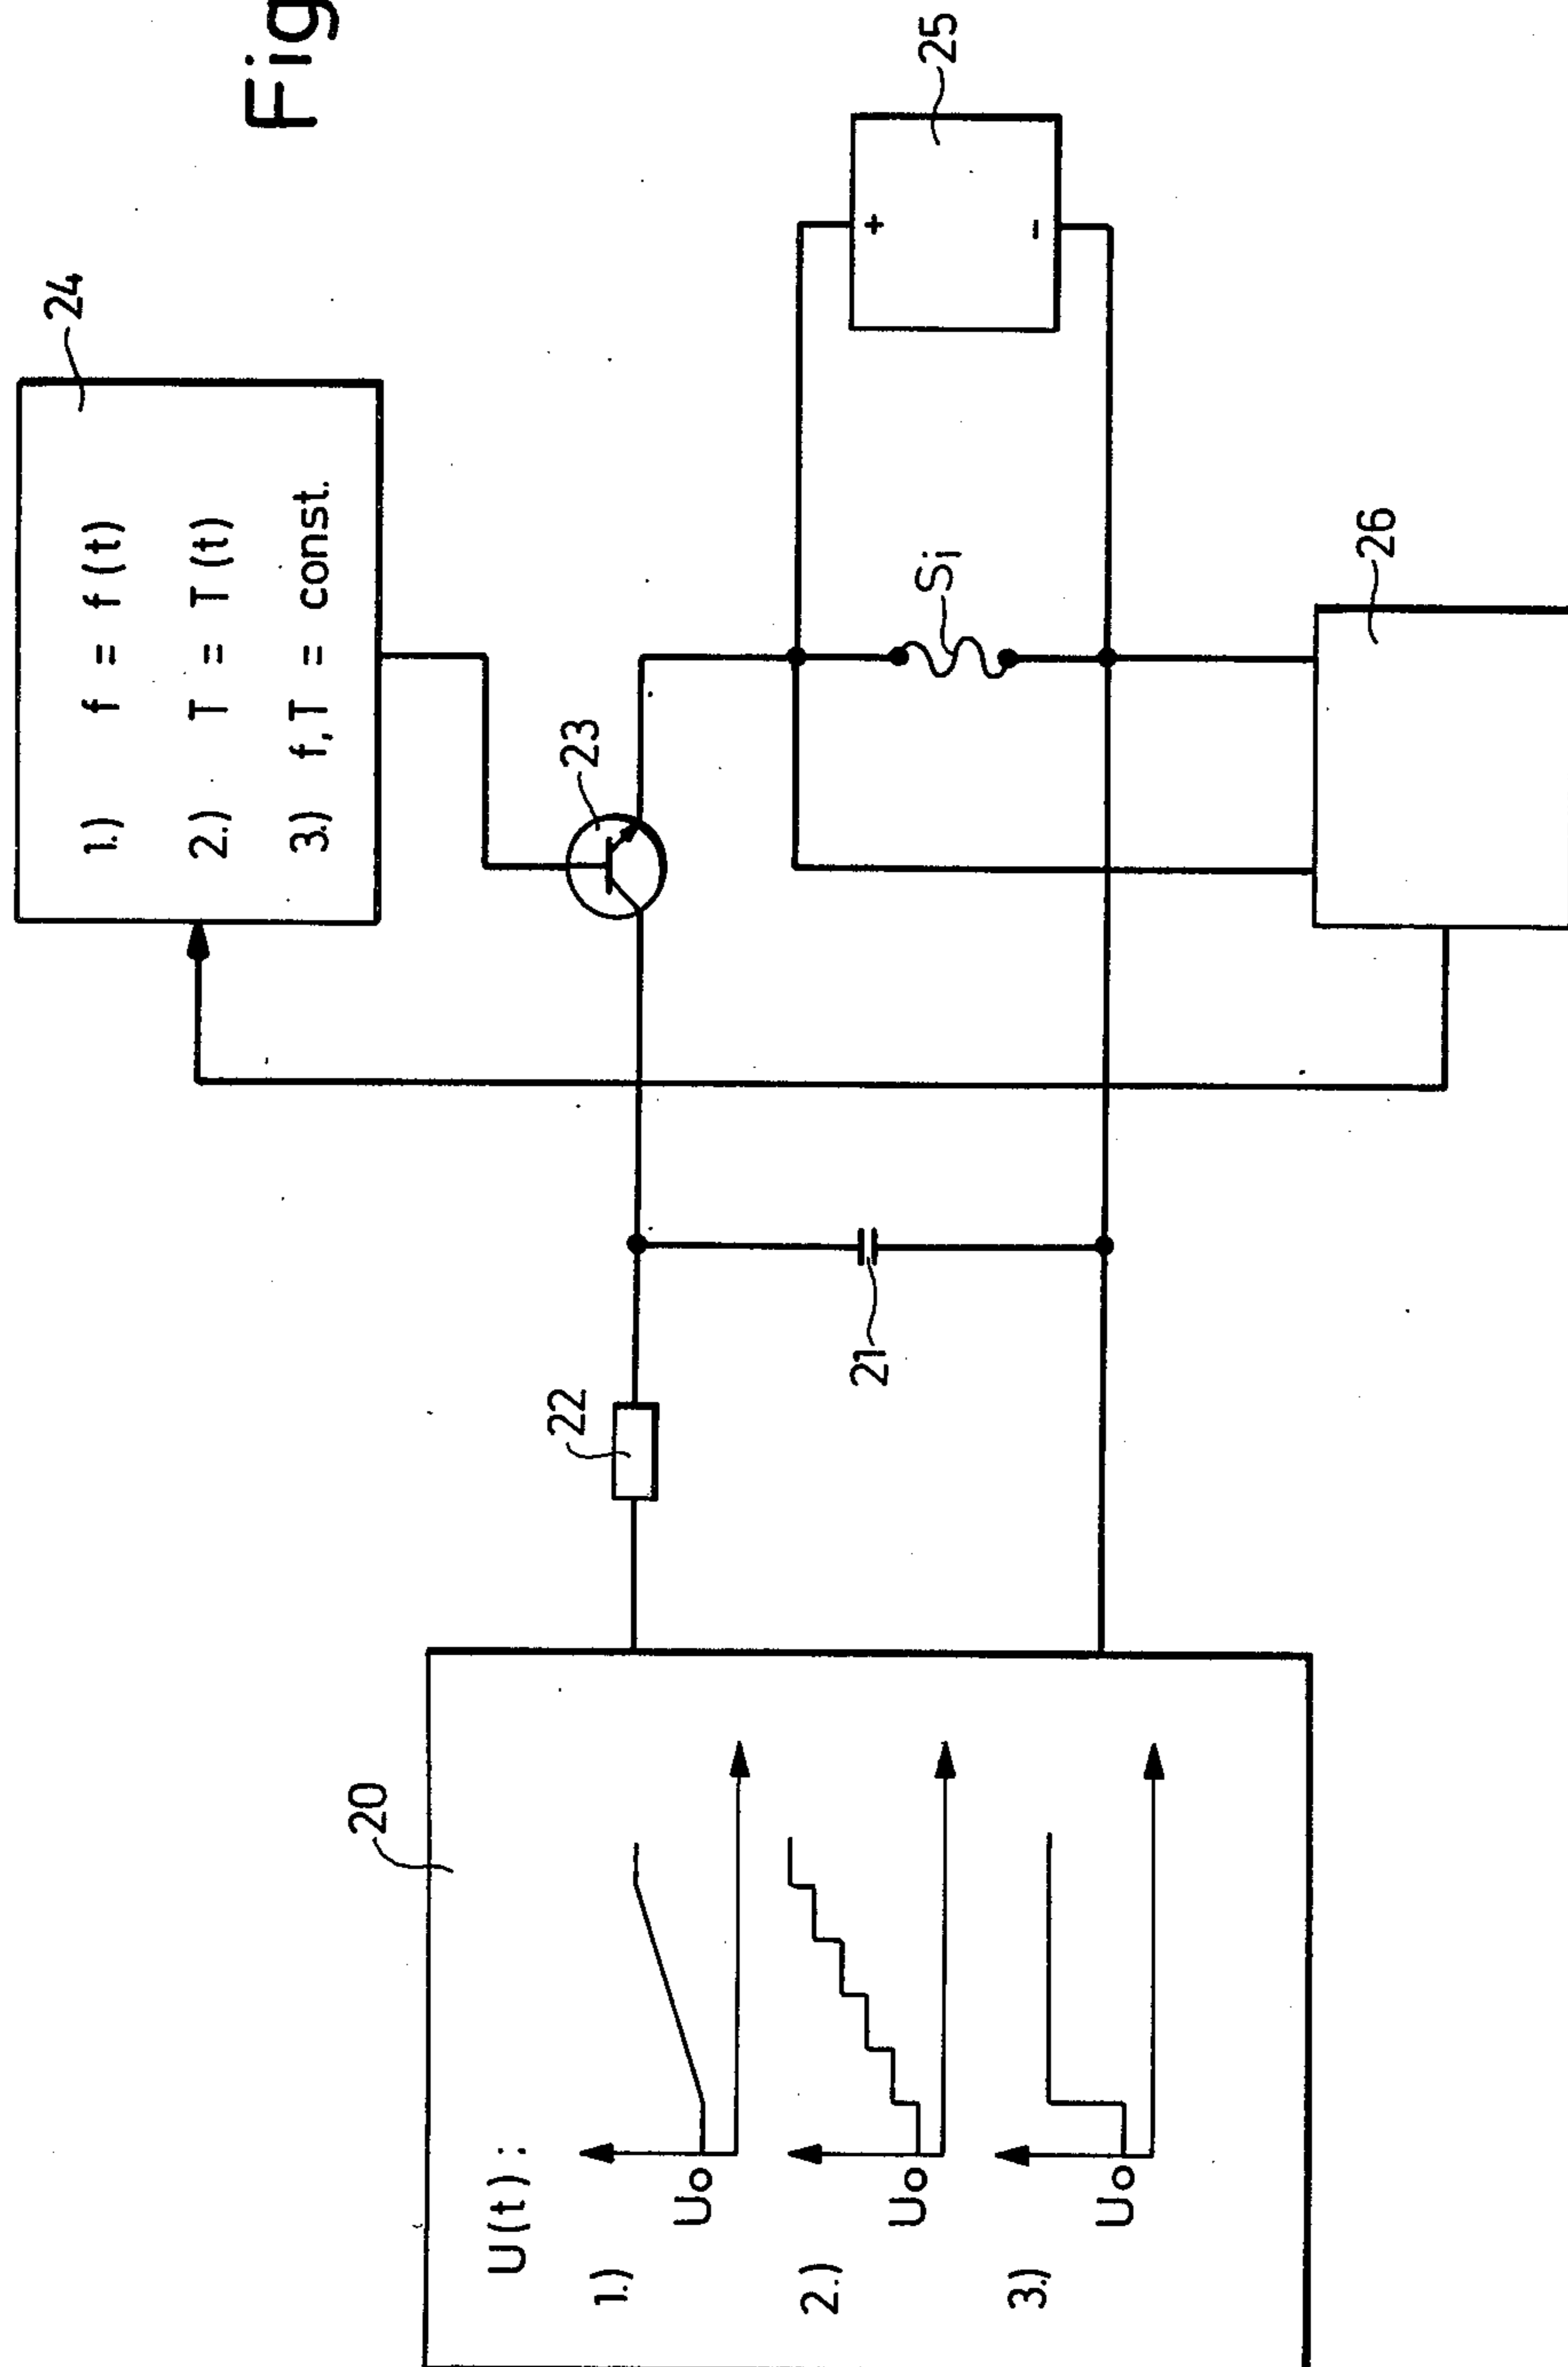 Fig
24
1.) f = f(t)
2.) T = T(t)
3.) f,T = const.
20
U(t):
1.)
Uo
2.)
Uo
3.)
Uo
22
21
23
Si
+
-
25
26